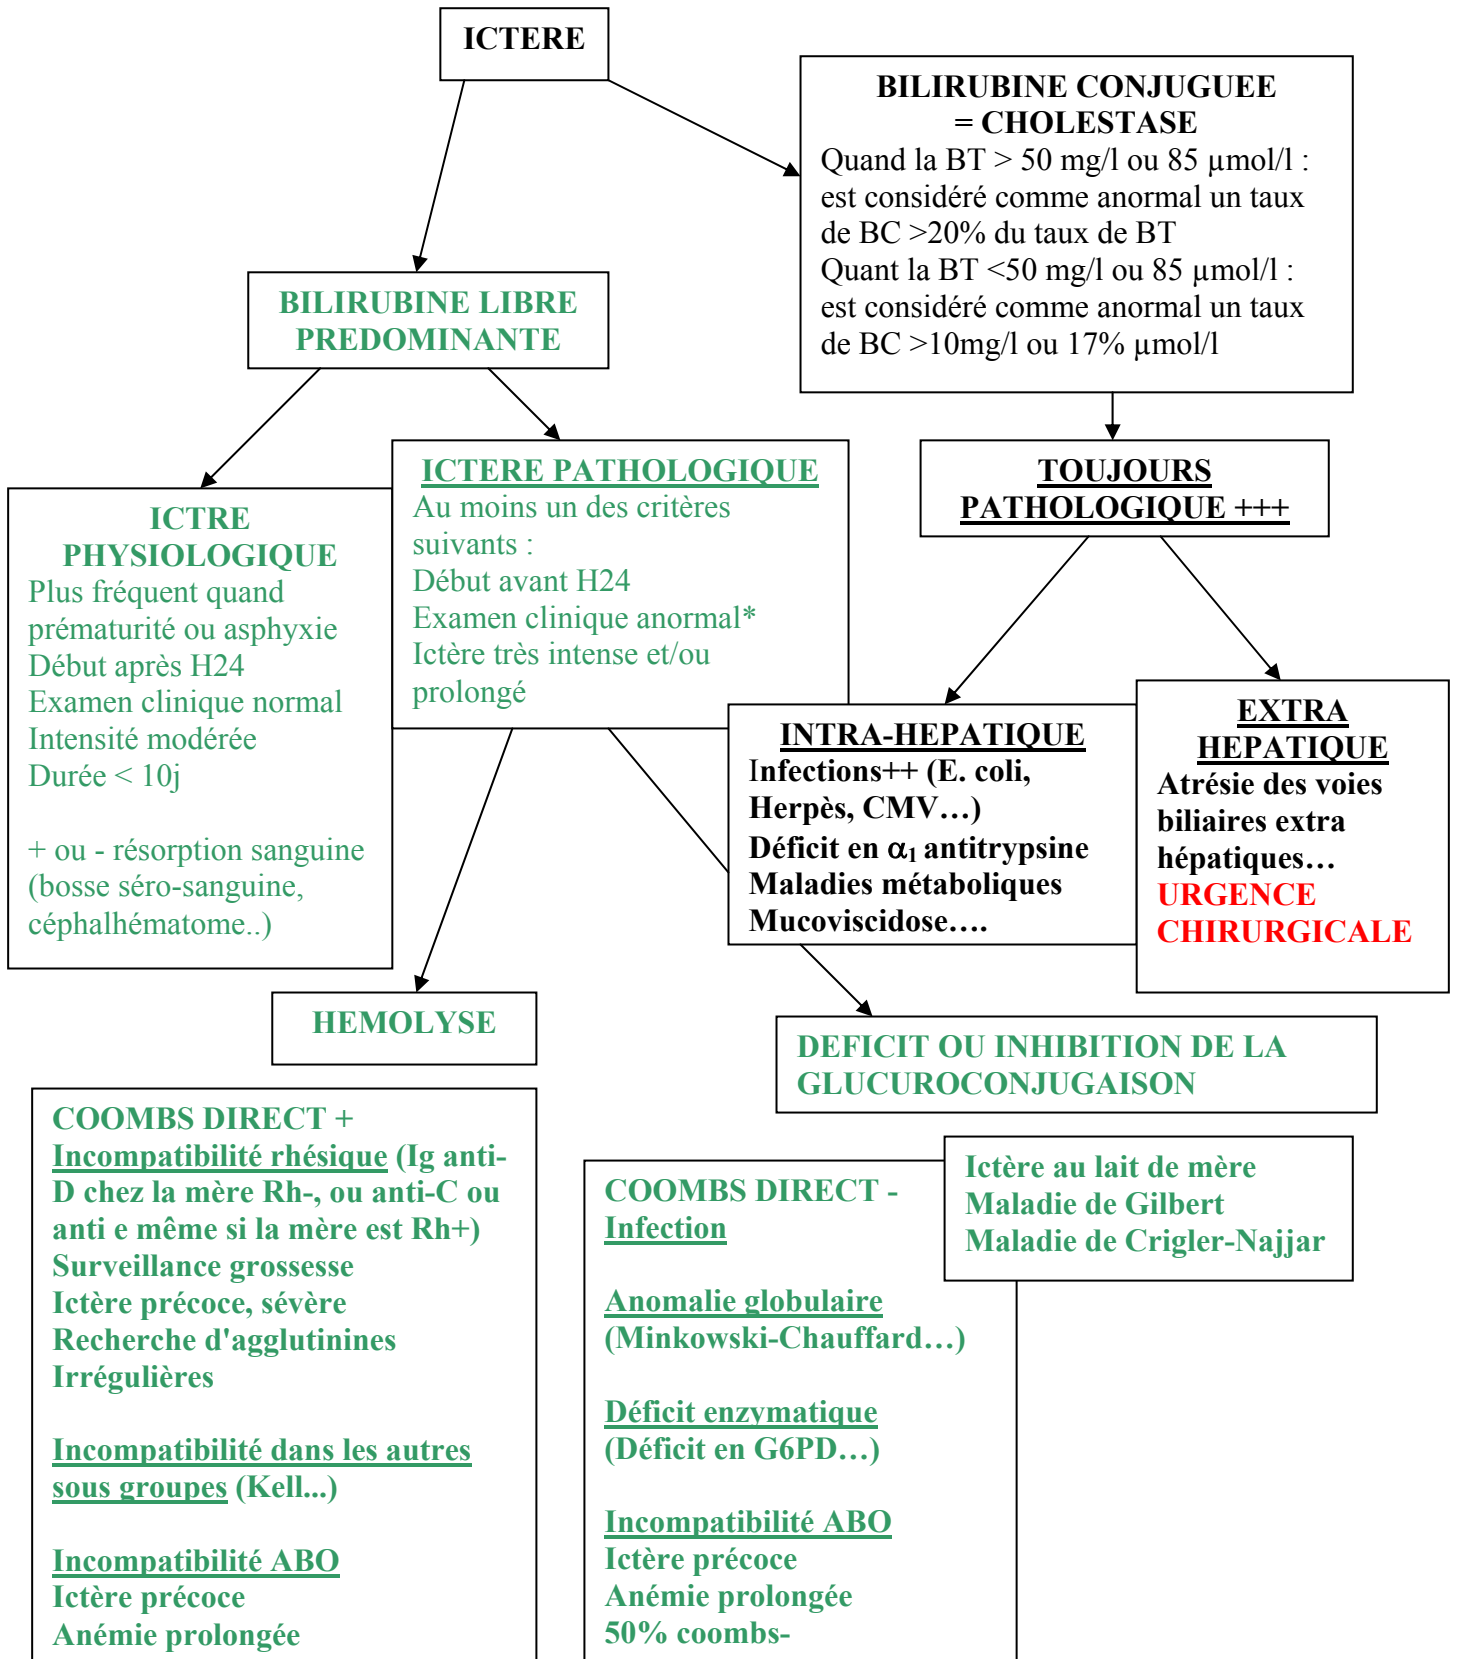 ICTERE
BILIRUBINE CONJUGUEE
= CHOLESTASE
Quand la BT > 50 mg/l ou 85 µmol/l :
est considéré comme anormal un taux
de BC >20% du taux de BT
Quant la BT <50 mg/l ou 85 µmol/l :
est considéré comme anormal un taux
de BC >10mg/l ou 17% µmol/l
BILIRUBINE LIBRE
PREDOMINANTE
ICTRE
PHYSIOLOGIQUE
Plus fréquent quand
prématurité ou asphyxie
Début après H24
Examen clinique normal
Intensité modérée
Durée < 10j
+ ou - résorption sanguine
(bosse séro-sanguine,
céphalhématome..)
ICTERE PATHOLOGIQUE
Au moins un des critères
suivants :
Début avant H24
Examen clinique anormal*
Ictère très intense et/ou
prolongé
TOUJOURS
PATHOLOGIQUE +++
INTRA-HEPATIQUE
Infections++ (E. coli,
Herpès, CMV…)
Déficit en α1 antitrypsine
Maladies métaboliques
Mucoviscidose….
EXTRA
HEPATIQUE
Atrésie des voies
biliaires extra
hépatiques…
URGENCE
CHIRURGICALE
HEMOLYSE
DEFICIT OU INHIBITION DE LA
GLUCUROCONJUGAISON
COOMBS DIRECT +
Incompatibilité rhésique (Ig anti-
D chez la mère Rh-, ou anti-C ou
anti e même si la mère est Rh+)
Surveillance grossesse
Ictère précoce, sévère
Recherche d'agglutinines
Irrégulières
Incompatibilité dans les autres
sous groupes (Kell...)
Incompatibilité ABO
Ictère précoce
Anémie prolongée
COOMBS DIRECT -
Infection
Anomalie globulaire
(Minkowski-Chauffard…)
Déficit enzymatique
(Déficit en G6PD…)
Incompatibilité ABO
Ictère précoce
Anémie prolongée
50% coombs-
Ictère au lait de mère
Maladie de Gilbert
Maladie de Crigler-Najjar